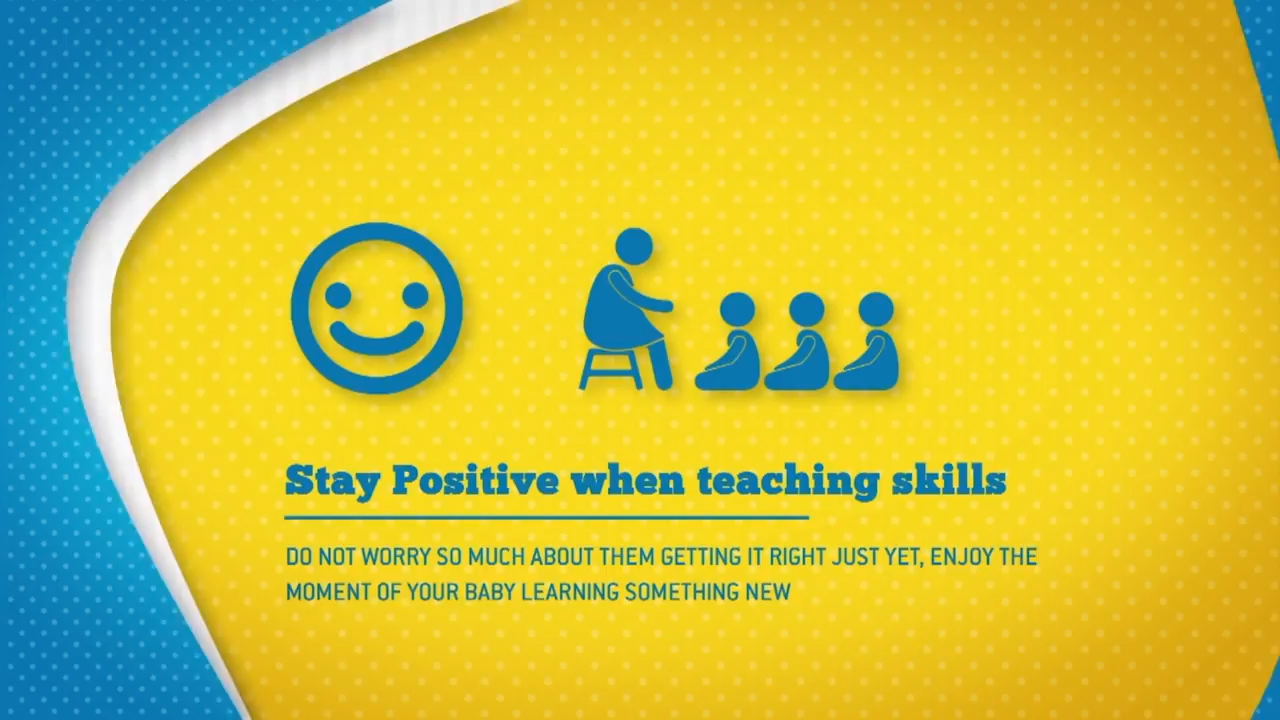 Stay Positive when teaching skills
DO NOT WORRY SO MUCH ABOUT THEM GETTING IT RIGHT JUST YET, ENJOY THE
MOMENT OF YOUR BABY LEARNING SOMETHING NEW